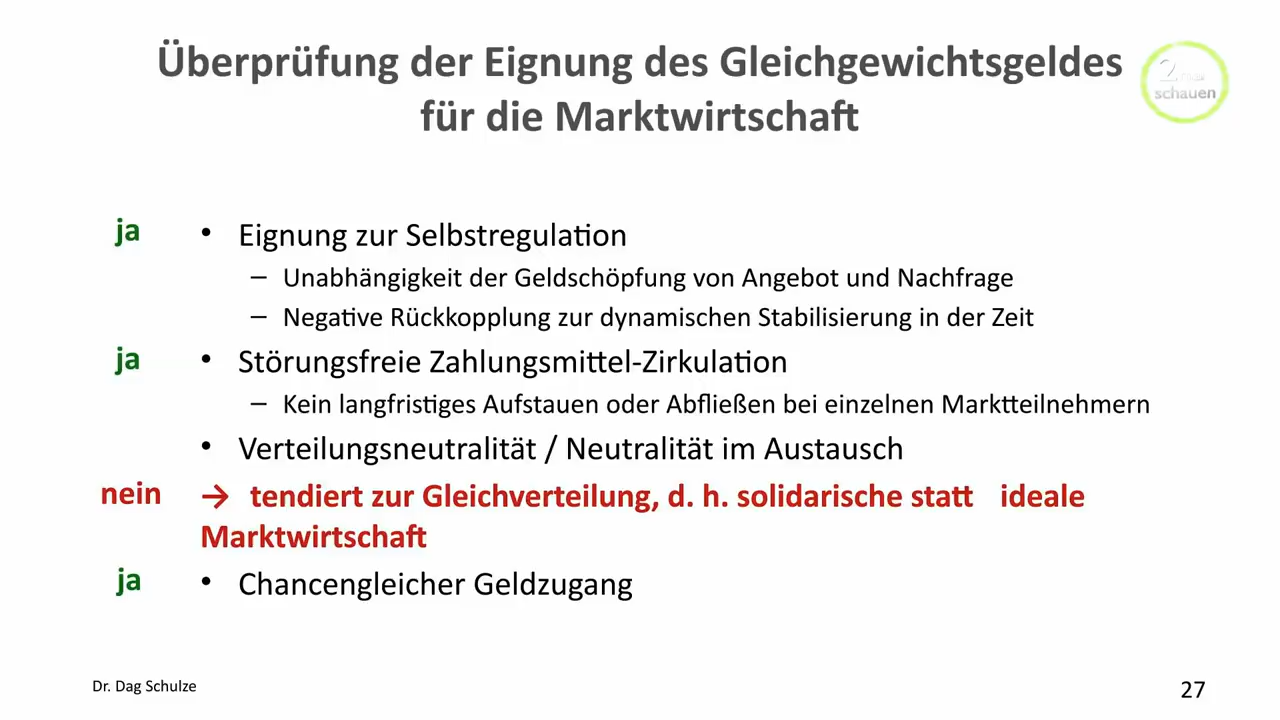 Überprüfung der Eignung des Gleichgewichtsgeldes
für die Marktwirtschaft
2.
schauen
ja • Eignung zur Selbstregulation
– Unabhängigkeit der Geldschöpfung von Angebot und Nachfrage
– Negative Rückkopplung zur dynamischen Stabilisierung in der Zeit
ja • Störungsfreie Zahlungsmittel-Zirkulation
– Kein langfristiges Aufstauen oder Abfließen bei einzelnen Marktteilnehmern
• Verteilungsneutralität / Neutralität im Austausch
nein → tendiert zur Gleichverteilung, d. h. solidarische statt ideale
Marktwirtschaft
ja • Chancengleicher Geldzugang
Dr. Dag Schulze
27